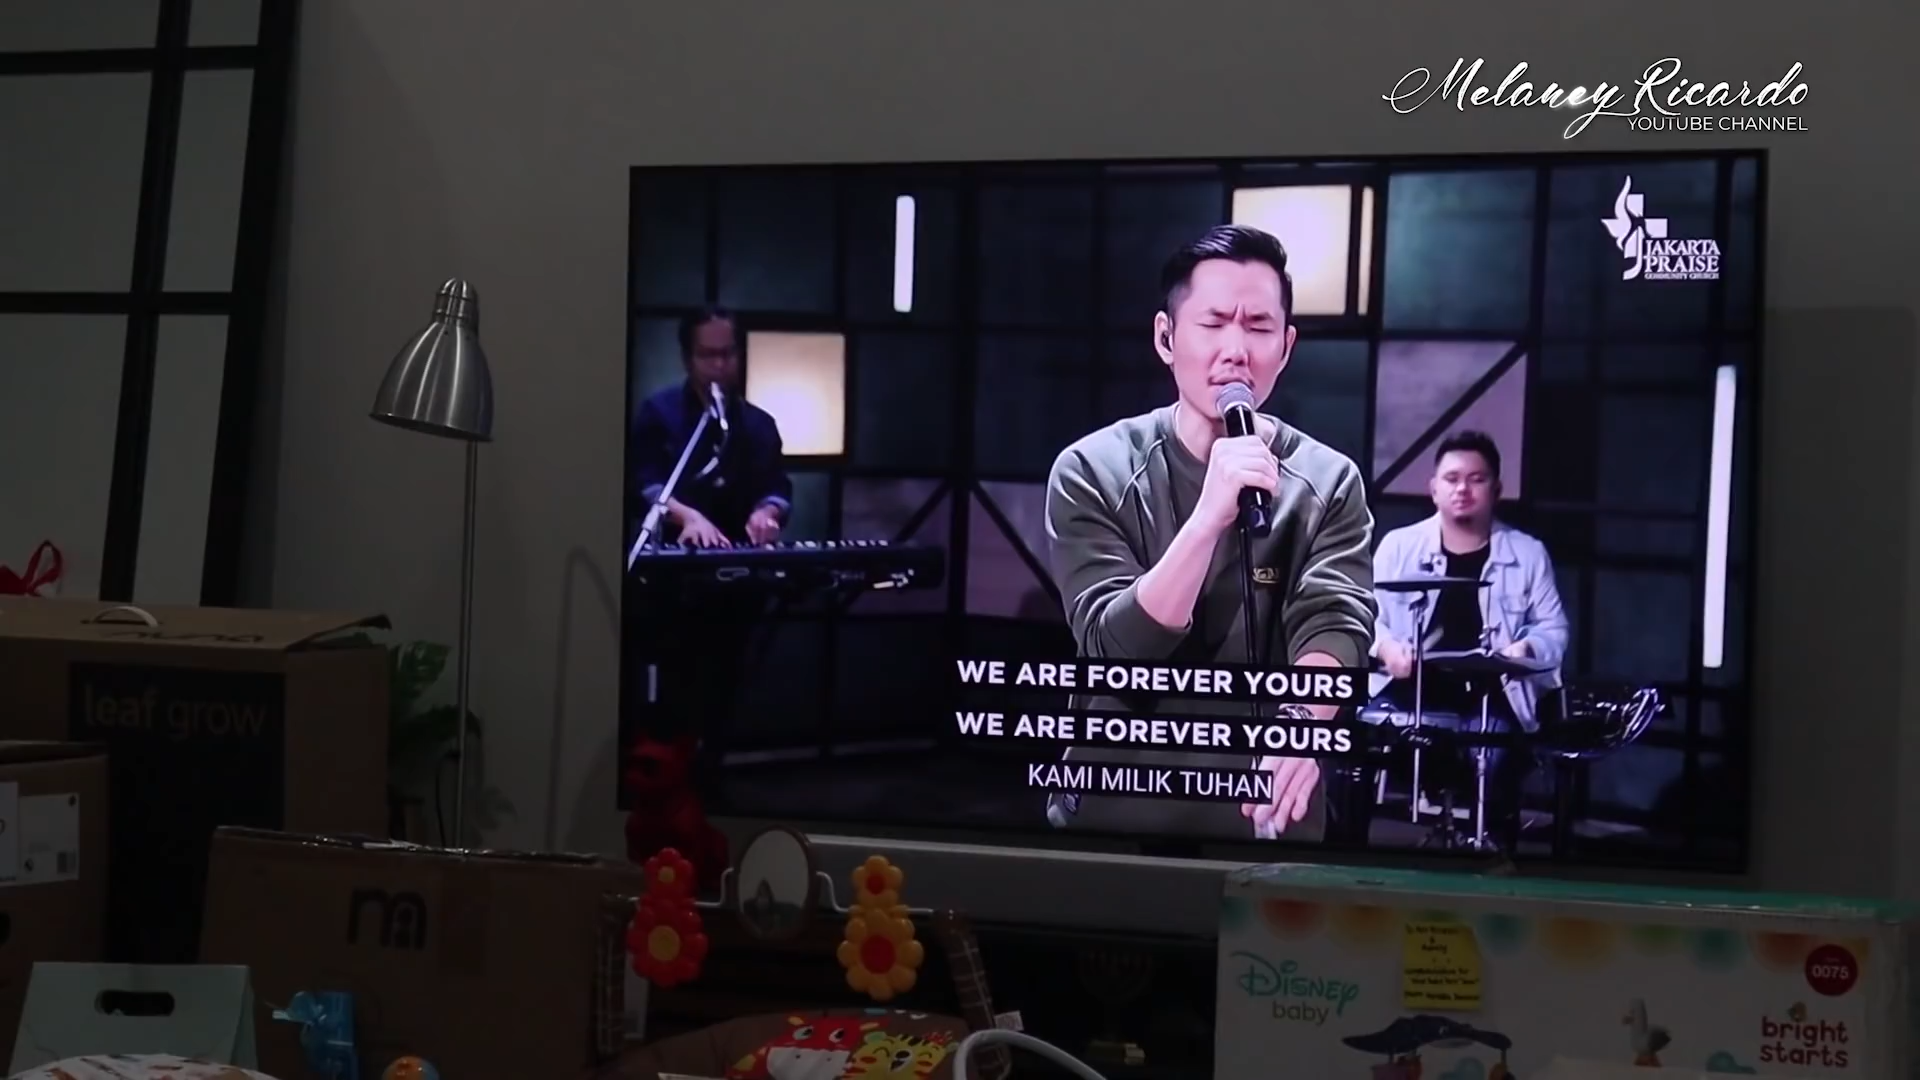 Melaney Ricardo
YOUTUBE CHANNEL
JAKARTA
PRAISE
COMMUNITY CHURCH
WE ARE FOREVER YOURS
WE ARE FOREVER YOURS
KAMI MILIK TUHAN
nuna
leaf grow
m
Disney
baby
0075
bright
starts